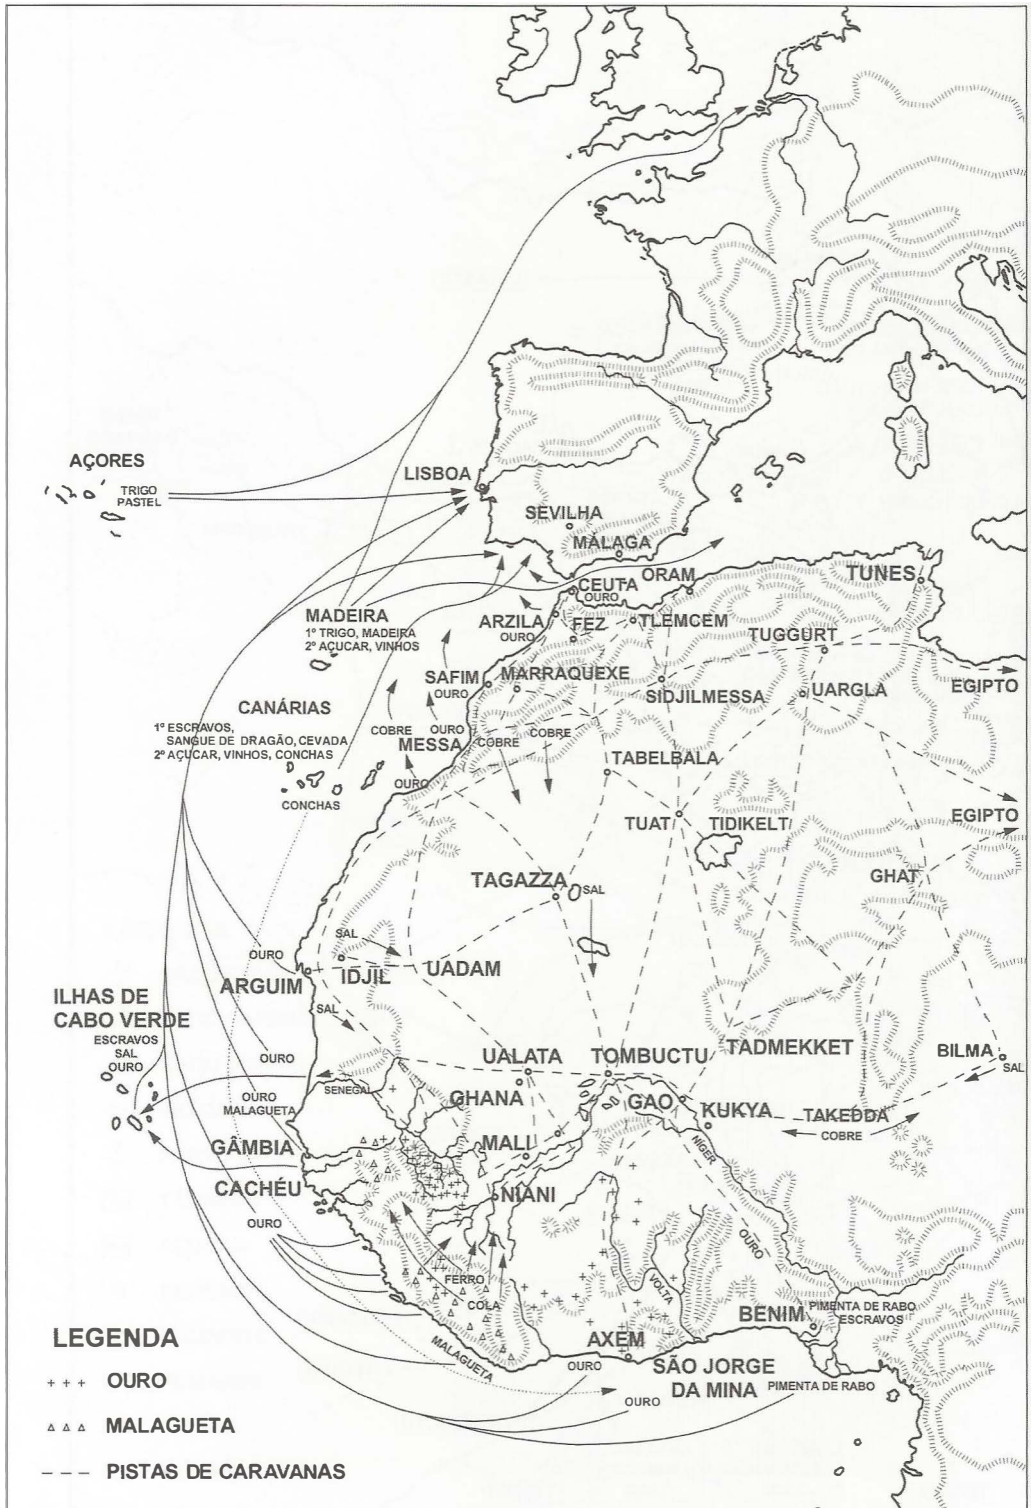 AÇORES
TRIGO
PASTEL
LISBOA
SEVILHA
MÁLAGA
CEUTA
OURO
ORAM
TUNES
MADEIRA
1º TRIGO, MADEIRA
2º AÇUCAR, VINHOS
ARZILA
OURO
FEZ
TLEMCEM
TUGGURT
SAFIM
OURO
MARRAQUEXE
SIDJILMESSA
UARGLA
EGIPTO
CANÁRIAS
1º ESCRAVOS,
SANGUE DE DRAGÃO, CEVADA
2º AÇUCAR, VINHOS, CONCHAS
CONCHAS
COBRE
OURO
MESSA
COBRE
COBRE
OURO
TABELBALA
TUAT
TIDIKELT
EGIPTO
GHAT
TAGAZZA
SAL
SAL
OURO
ARGUIM
IDJIL
UADAM
SAL
ILHAS DE
CABO VERDE
ESCRAVOS
SAL
OURO
OURO
UALATA
TOMBUCTU
TADMEKKET
BILMA
SAL
SENEGAL
OURO
MALAGUETA
GHANA
GAO
KUKYA
TAKEDDA
COBRE
GÂMBIA
MALI
NÍGER
CACHÉU
NIANI
OURO
OURO
FERRO
COLA
VOLTA
BENIM
PIMENTA DE RABO
ESCRAVOS
MALAGUETA
AXEM
OURO
SÃO JORGE
DA MINA
PIMENTA DE RABO
OURO
LEGENDA
+ + + OURO
△ △ △ MALAGUETA
- - - PISTAS DE CARAVANAS